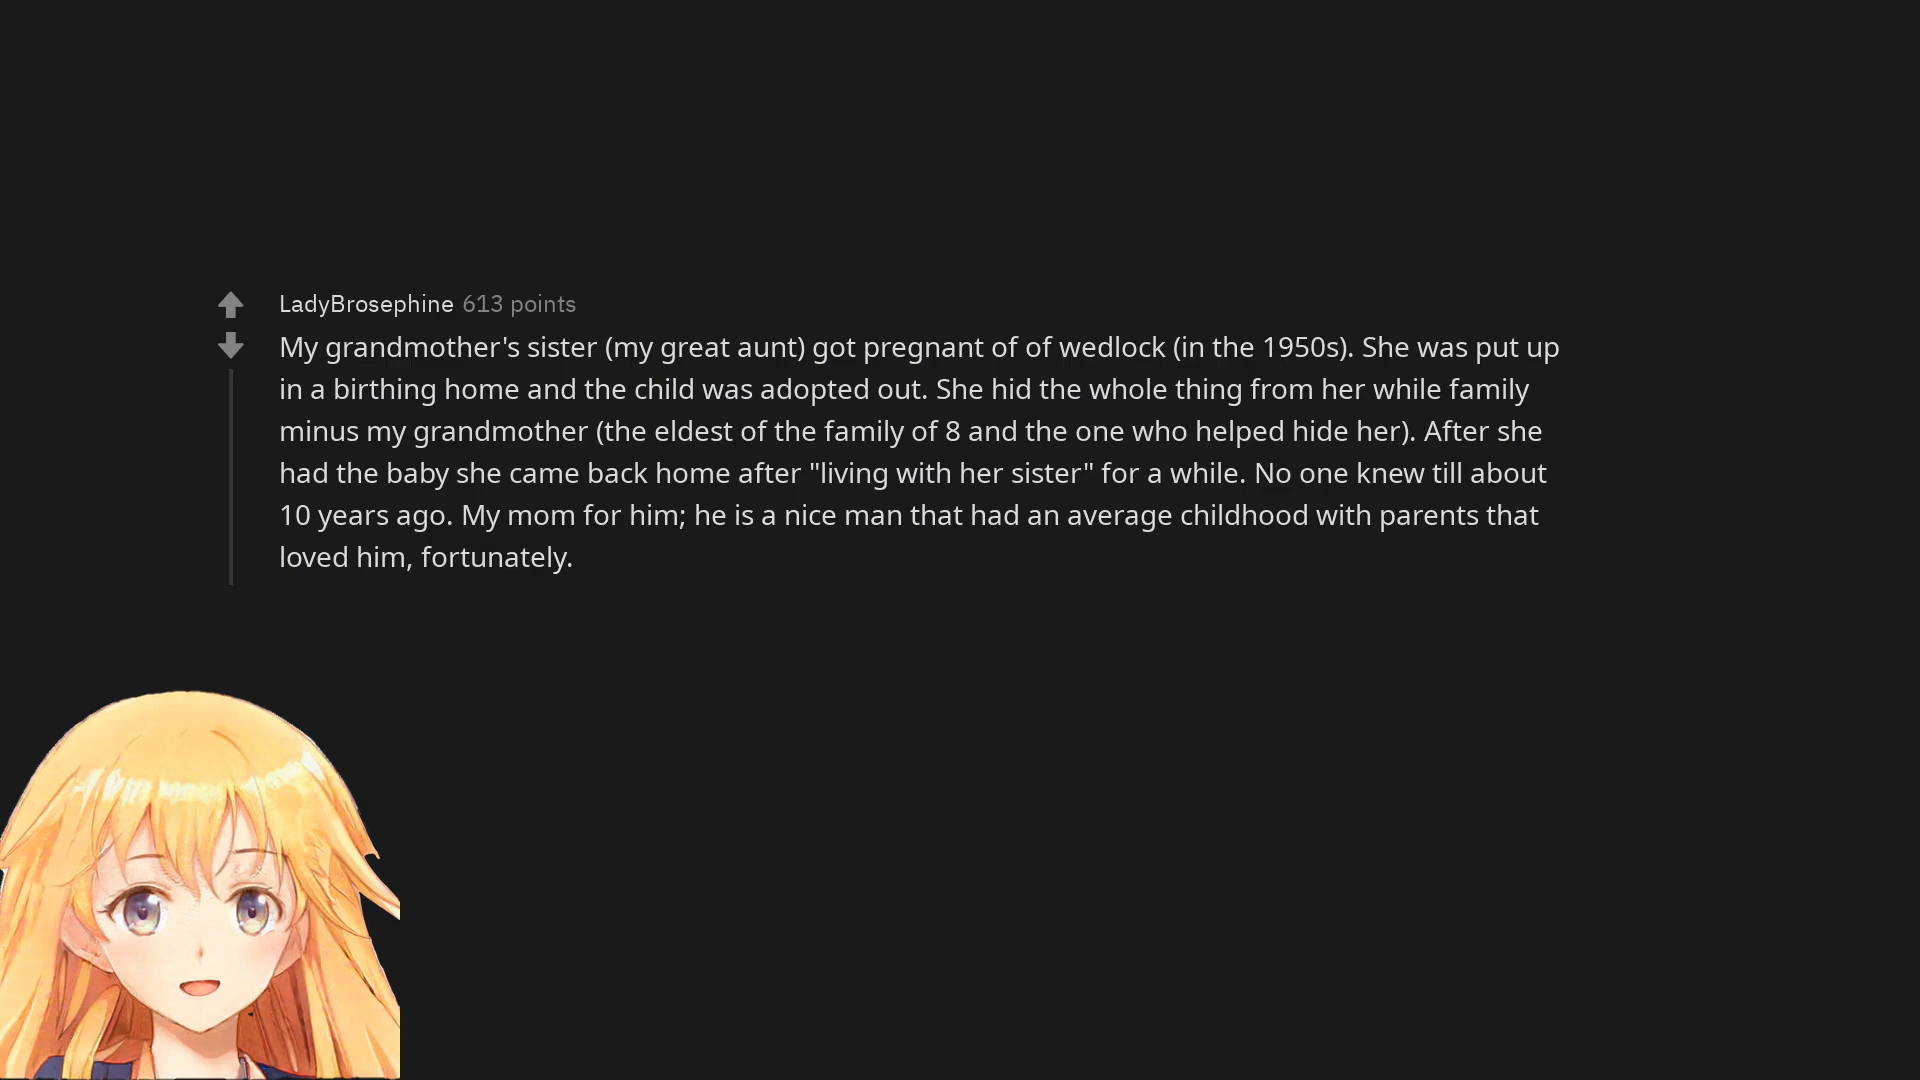 LadyBrosephine 613 points
My grandmother's sister (my great aunt) got pregnant of of wedlock (in the 1950s). She was put up
in a birthing home and the child was adopted out. She hid the whole thing from her while family
minus my grandmother (the eldest of the family of 8 and the one who helped hide her). After she
had the baby she came back home after "living with her sister" for a while. No one knew till about
10 years ago. My mom for him; he is a nice man that had an average childhood with parents that
loved him, fortunately.